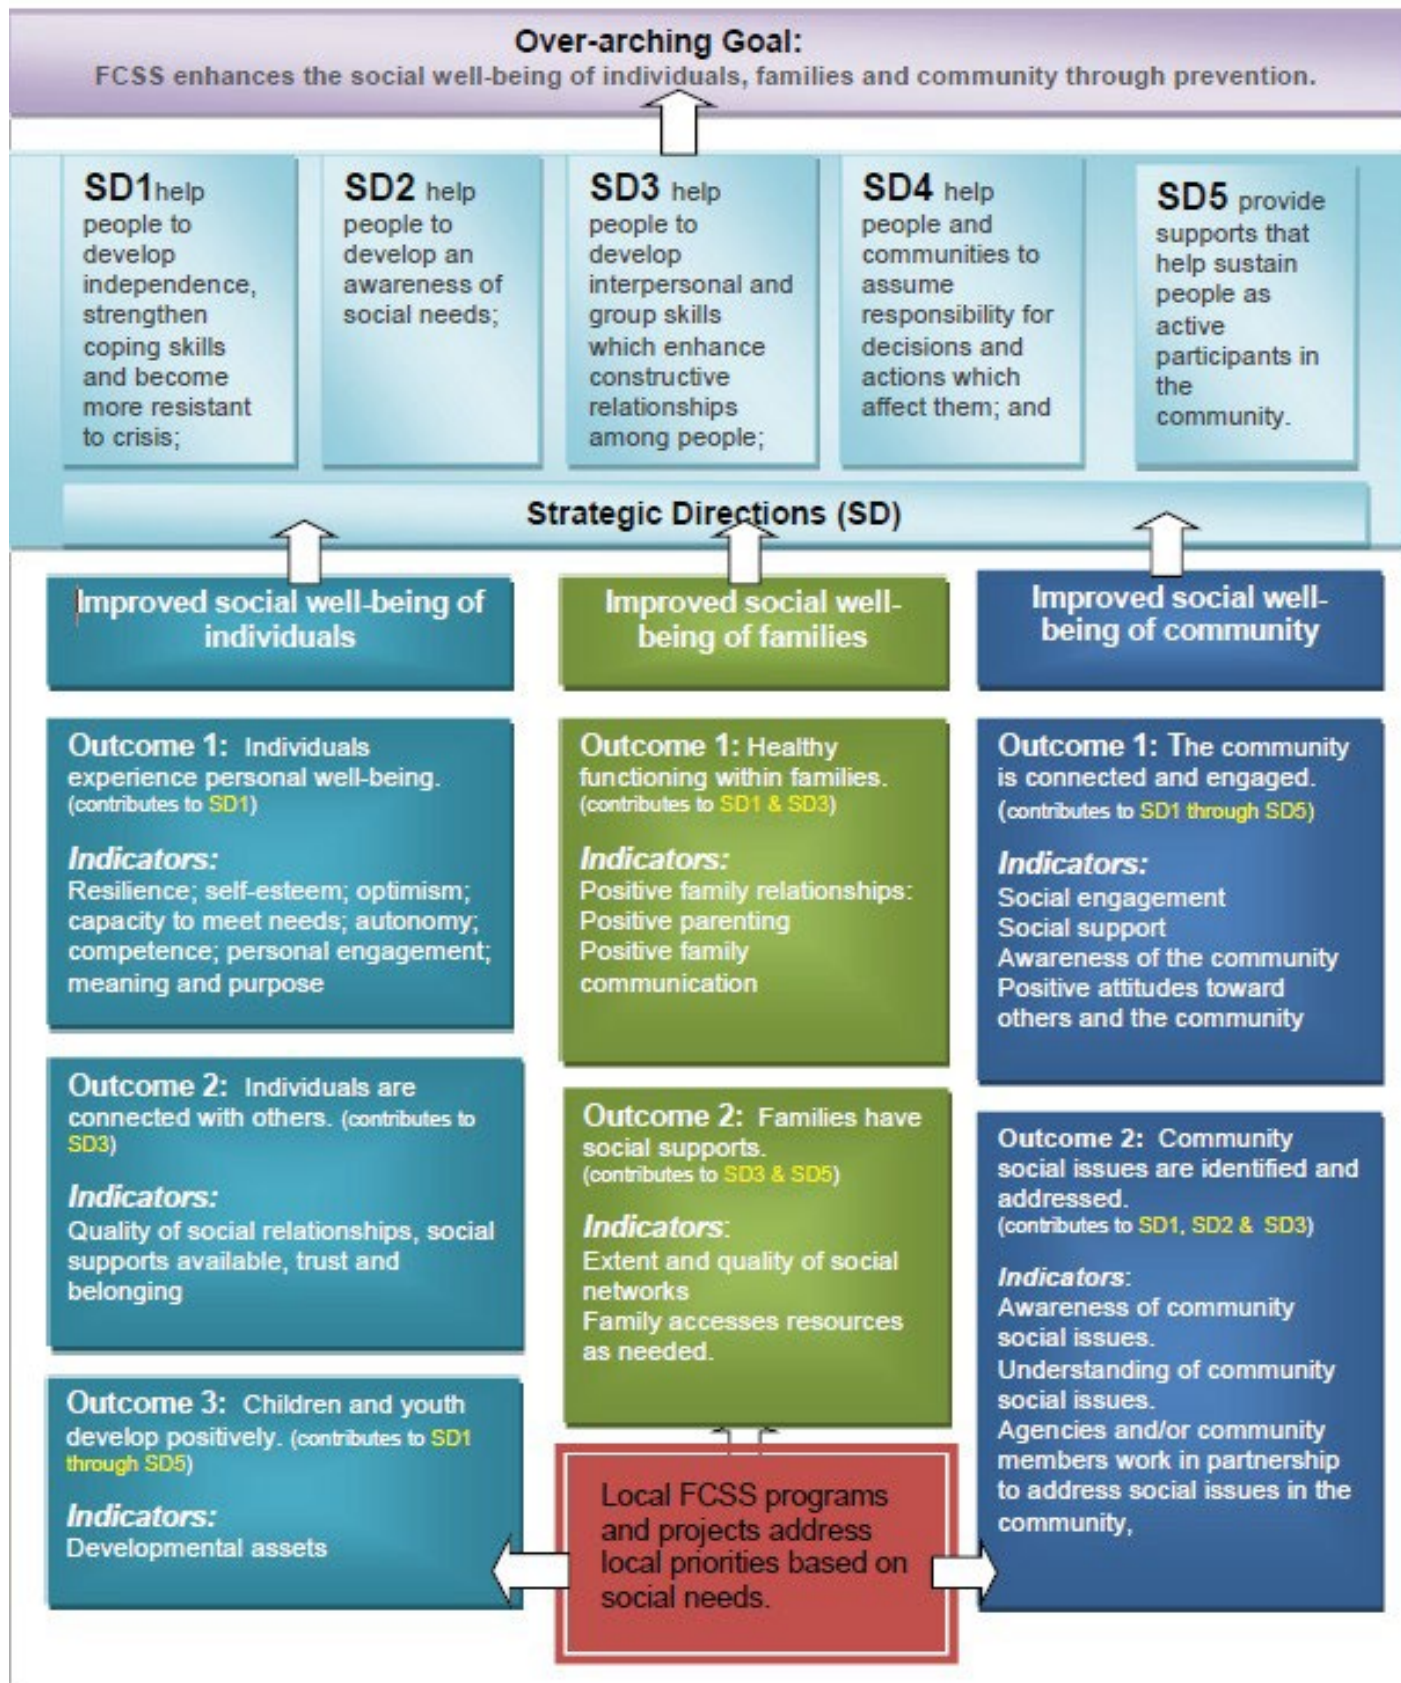 Over-arching Goal:
FCSS enhances the social well-being of individuals, families and community through prevention.
SD1help
people to
develop
independence,
strengthen
coping skills
and become
more resistant
to crisis;
SD2 help
people to
develop an
awareness of
social needs;
SD3 help
people to
develop
interpersonal and
group skills
which enhance
constructive
relationships
among people;
SD4 help
people and
communities to
assume
responsibility for
decisions and
actions which
affect them; and
SD5 provide
supports that
help sustain
people as
active
participants in
the
community.
Strategic Directions (SD)
Improved social well-being of
individuals
Outcome 1: Individuals
experience personal well-being.
(contributes to SD1)
Indicators:
Resilience; self-esteem; optimism;
capacity to meet needs; autonomy;
competence; personal engagement;
meaning and purpose
Outcome 2: Individuals are
connected with others. (contributes to
SD3)
Indicators:
Quality of social relationships, social
supports available, trust and
belonging
Outcome 3: Children and youth
develop positively. (contributes to SD1
through SD5)
Indicators:
Developmental assets
Improved social well-
being of families
Outcome 1: Healthy
functioning within families.
(contributes to SD1 & SD3)
Indicators:
Positive family relationships:
Positive parenting
Positive family
communication
Outcome 2: Families have
social supports.
(contributes to SD3 & SD5)
Indicators:
Extent and quality of social
networks
Family accesses resources
as needed.
Improved social well-
being of community
Outcome 1: The community
is connected and engaged.
(contributes to SD1 through SD5)
Indicators:
Social engagement
Social support
Awareness of the community
Positive attitudes toward
others and the community
Outcome 2: Community
social issues are identified and
addressed.
(contributes to SD1, SD2 & SD3)
Indicators:
Awareness of community
social issues.
Understanding of community
social issues.
Agencies and/or community
members work in partnership
to address social issues in the
community,
Local FCSS programs
and projects address
local priorities based on
social needs.